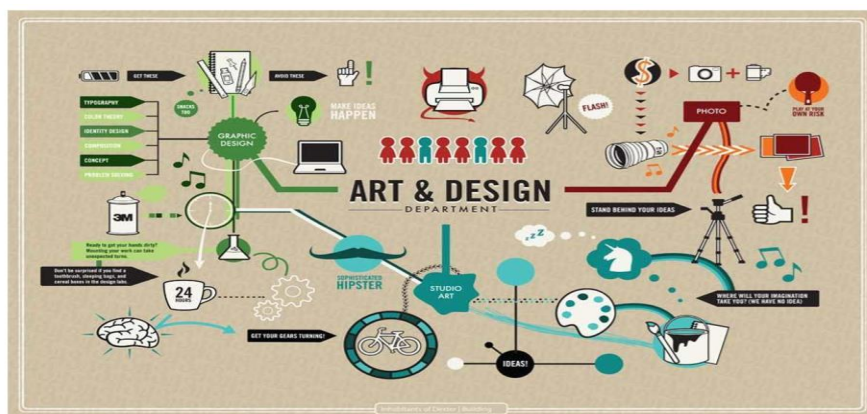 GET THESE
AVOID THESE
TYPOGRAPHY
COLOR THEORY
IDENTITY DESIGN
COMPOSITION
CONCEPT
PROBLEM SOLVING
SNACKS
TOO
GRAPHIC
DESIGN
MAKE IDEAS
HAPPEN
FLASH!
$
PHOTO
PLAY AT YOUR
OWN RISK
ART & DESIGN
DEPARTMENT
STAND BEHIND YOUR IDEAS
3M
Ready to get your hands dirty?
Mounting your work can take
unexpected turns.
Don't be surprised if you find a
toothbrush, sleeping bags, and
cereal boxes in the design labs.
24
HOURS
SOPHISTICATED
HIPSTER
STUDIO
ART
zzz
WHERE WILL YOUR IMAGINATION
TAKE YOU? (WE HAVE NO IDEA)
GET YOUR GEARS TURNING!
IDEAS!